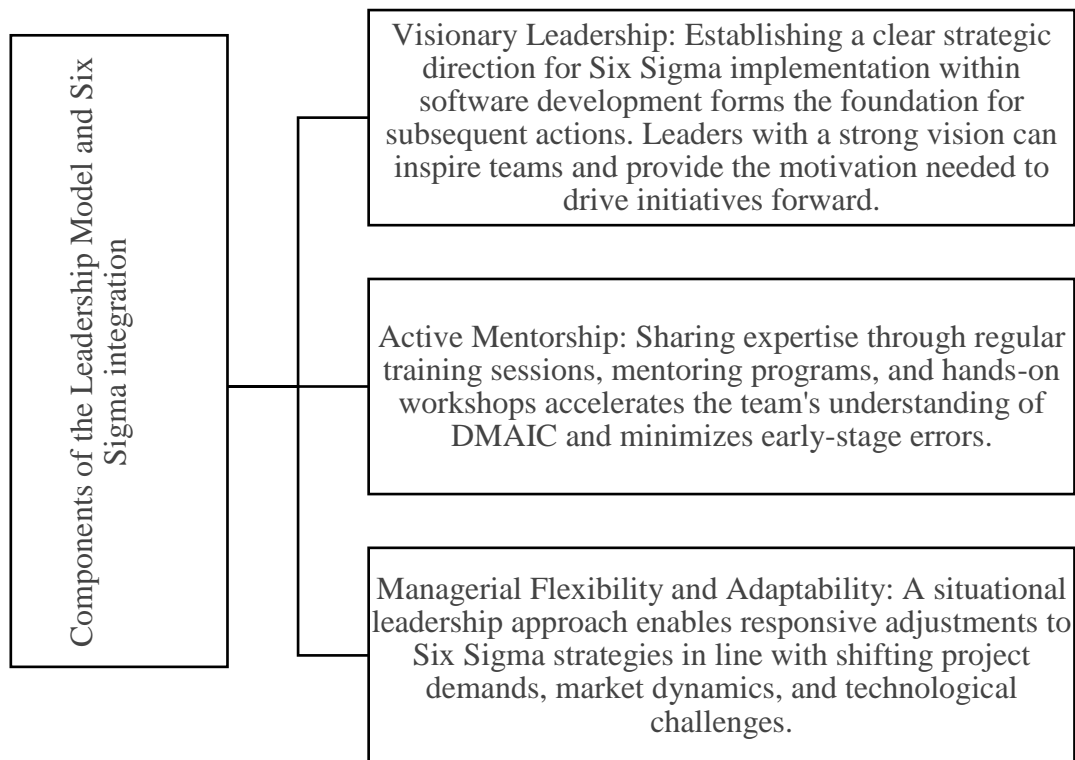 Components of the Leadership Model and Six
Sigma integration
Visionary Leadership: Establishing a clear strategic
direction for Six Sigma implementation within
software development forms the foundation for
subsequent actions. Leaders with a strong vision can
inspire teams and provide the motivation needed to
drive initiatives forward.
Active Mentorship: Sharing expertise through regular
training sessions, mentoring programs, and hands-on
workshops accelerates the team's understanding of
DMAIC and minimizes early-stage errors.
Managerial Flexibility and Adaptability: A situational
leadership approach enables responsive adjustments to
Six Sigma strategies in line with shifting project
demands, market dynamics, and technological
challenges.